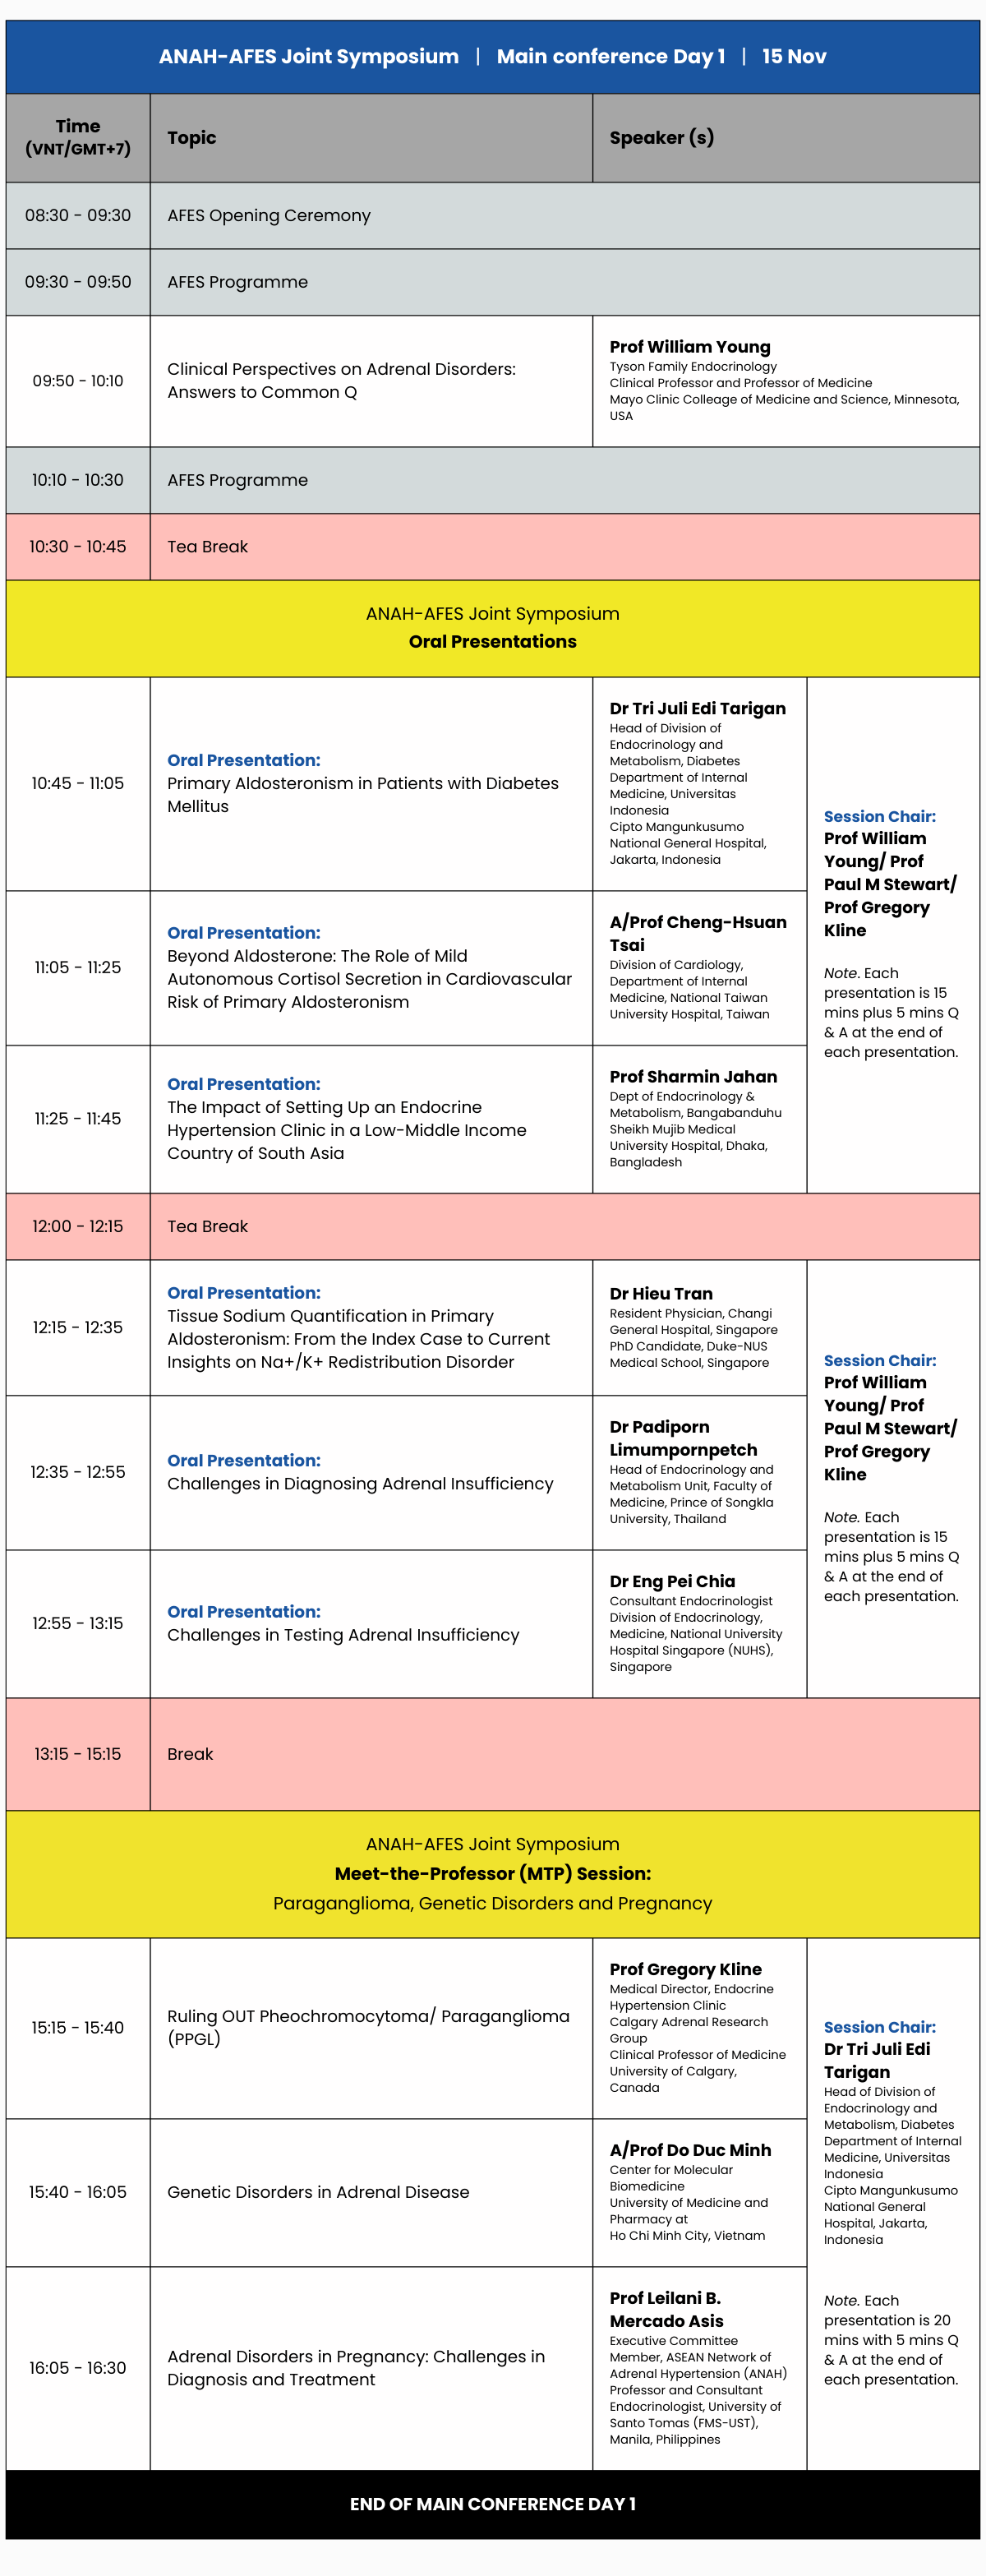 ANAH-AFES Joint Symposium | Main conference Day 1 | 15 Nov
Time
(VNT/GMT+7)
Topic
Speaker (s)
08:30 - 09:30
AFES Opening Ceremony
09:30 - 09:50
AFES Programme
09:50 - 10:10
Clinical Perspectives on Adrenal Disorders:
Answers to Common Q
Prof William Young
Tyson Family Endocrinology
Clinical Professor and Professor of Medicine
Mayo Clinic Colleage of Medicine and Science, Minnesota,
USA
10:10 - 10:30
AFES Programme
10:30 - 10:45
Tea Break
ANAH-AFES Joint Symposium
Oral Presentations
10:45 - 11:05
Oral Presentation:
Primary Aldosteronism in Patients with Diabetes
Mellitus
Dr Tri Juli Edi Tarigan
Head of Division of
Endocrinology and
Metabolism, Diabetes
Department of Internal
Medicine, Universitas
Indonesia
Cipto Mangunkusumo
National General Hospital,
Jakarta, Indonesia
Session Chair:
Prof William
Young/ Prof
Paul M Stewart/
Prof Gregory
Kline
Note. Each
presentation is 15
mins plus 5 mins Q
& A at the end of
each presentation.
11:05 - 11:25
Oral Presentation:
Beyond Aldosterone: The Role of Mild
Autonomous Cortisol Secretion in Cardiovascular
Risk of Primary Aldosteronism
A/Prof Cheng-Hsuan
Tsai
Division of Cardiology,
Department of Internal
Medicine, National Taiwan
University Hospital, Taiwan
11:25 - 11:45
Oral Presentation:
The Impact of Setting Up an Endocrine
Hypertension Clinic in a Low-Middle Income
Country of South Asia
Prof Sharmin Jahan
Dept of Endocrinology &
Metabolism, Bangabanduhu
Sheikh Mujib Medical
University Hospital, Dhaka,
Bangladesh
12:00 - 12:15
Tea Break
12:15 - 12:35
Oral Presentation:
Tissue Sodium Quantification in Primary
Aldosteronism: From the Index Case to Current
Insights on Na+/K+ Redistribution Disorder
Dr Hieu Tran
Resident Physician, Changi
General Hospital, Singapore
PhD Candidate, Duke-NUS
Medical School, Singapore
Session Chair:
Prof William
Young/ Prof
Paul M Stewart/
Prof Gregory
Kline
Note. Each
presentation is 15
mins plus 5 mins Q
& A at the end of
each presentation.
12:35 - 12:55
Oral Presentation:
Challenges in Diagnosing Adrenal Insufficiency
Dr Padiporn
Limumpornpetch
Head of Endocrinology and
Metabolism Unit, Faculty of
Medicine, Prince of Songkla
University, Thailand
12:55 - 13:15
Oral Presentation:
Challenges in Testing Adrenal Insufficiency
Dr Eng Pei Chia
Consultant Endocrinologist
Division of Endocrinology,
Medicine, National University
Hospital Singapore (NUHS),
Singapore
13:15 - 15:15
Break
ANAH-AFES Joint Symposium
Meet-the-Professor (MTP) Session:
Paraganglioma, Genetic Disorders and Pregnancy
15:15 - 15:40
Ruling OUT Pheochromocytoma/ Paraganglioma
(PPGL)
Prof Gregory Kline
Medical Director, Endocrine
Hypertension Clinic
Calgary Adrenal Research
Group
Clinical Professor of Medicine
University of Calgary,
Canada
Session Chair:
Dr Tri Juli Edi
Tarigan
Head of Division of
Endocrinology and
Metabolism, Diabetes
Department of Internal
Medicine, Universitas
Indonesia
Cipto Mangunkusumo
National General
Hospital, Jakarta,
Indonesia
Note. Each
presentation is 20
mins with 5 mins Q
& A at the end of
each presentation.
15:40 - 16:05
Genetic Disorders in Adrenal Disease
A/Prof Do Duc Minh
Center for Molecular
Biomedicine
University of Medicine and
Pharmacy at
Ho Chi Minh City, Vietnam
16:05 - 16:30
Adrenal Disorders in Pregnancy: Challenges in
Diagnosis and Treatment
Prof Leilani B.
Mercado Asis
Executive Committee
Member, ASEAN Network of
Adrenal Hypertension (ANAH)
Professor and Consultant
Endocrinologist, University of
Santo Tomas (FMS-UST),
Manila, Philippines
END OF MAIN CONFERENCE DAY 1